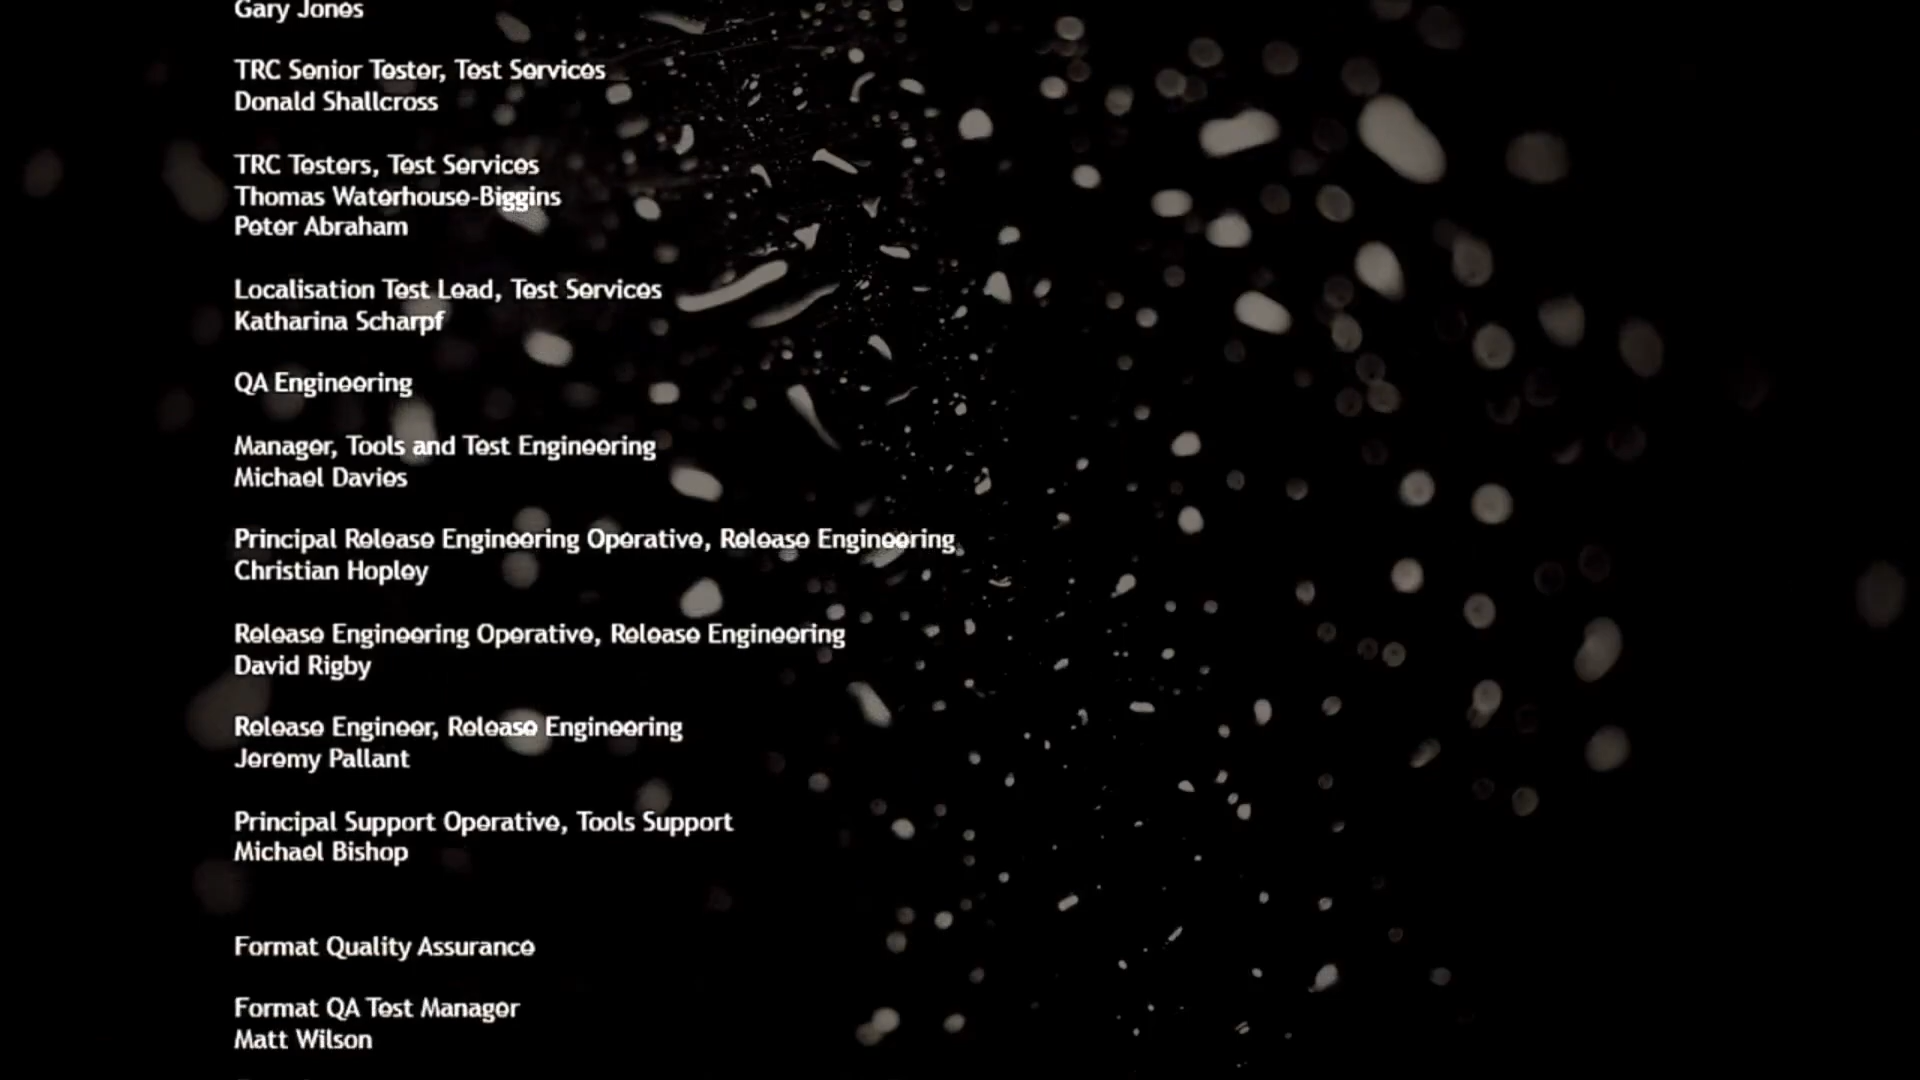 Gary Jones
TRC Senior Tester, Test Services
Donald Shallcross
TRC Testers, Test Services
Thomas Waterhouse-Biggins
Peter Abraham
Localisation Test Lead, Test Services
Katharina Scharpf
QA Engineering
Manager, Tools and Test Engineering
Michael Davies
Principal Release Engineering Operative, Release Engineering
Christian Hopley
Release Engineering Operative, Release Engineering
David Rigby
Release Engineer, Release Engineering
Jeremy Pallant
Principal Support Operative, Tools Support
Michael Bishop
Format Quality Assurance
Format QA Test Manager
Matt Wilson